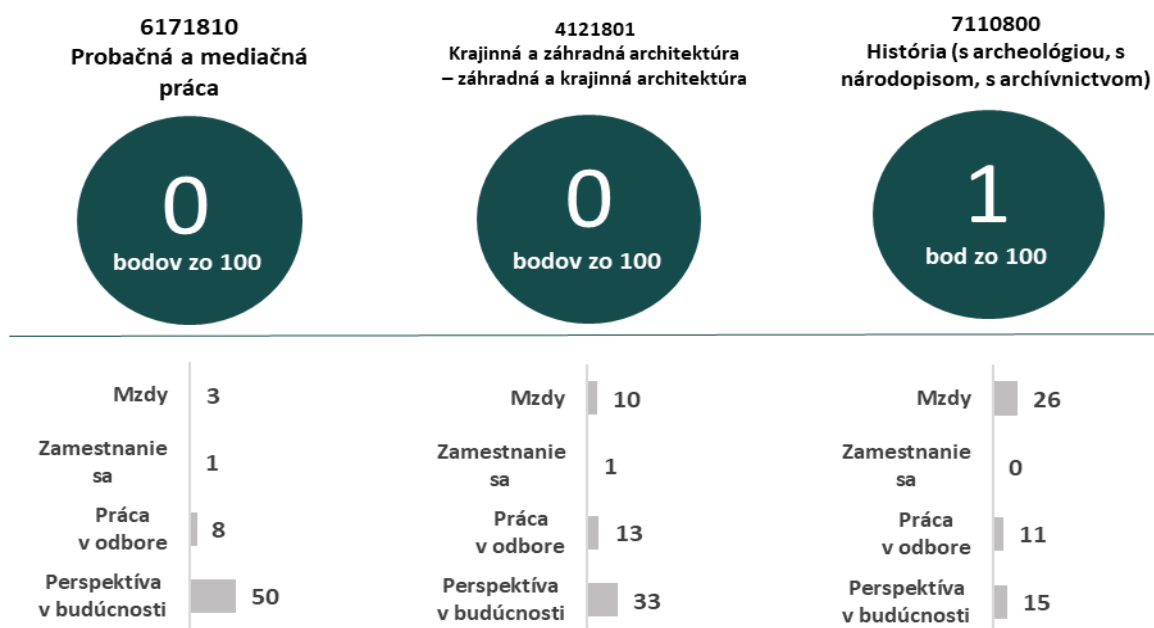 6171810
Probačná a mediačná
práca
0
bodov zo 100
4121801
Krajinná a záhradná architektúra
– záhradná a krajinná architektúra
0
bodov zo 100
7110800
História (s archeológiou, s
národopisom, s archívnictvom)
1
bod zo 100
Mzdy 3
Zamestnanie
sa 1
Práca
v odbore 8
Perspektíva
v budúcnosti 50
Mzdy 10
Zamestnanie
sa 1
Práca
v odbore 13
Perspektíva
v budúcnosti 33
Mzdy 26
Zamestnanie
sa 0
Práca
v odbore 11
Perspektíva
v budúcnosti 15